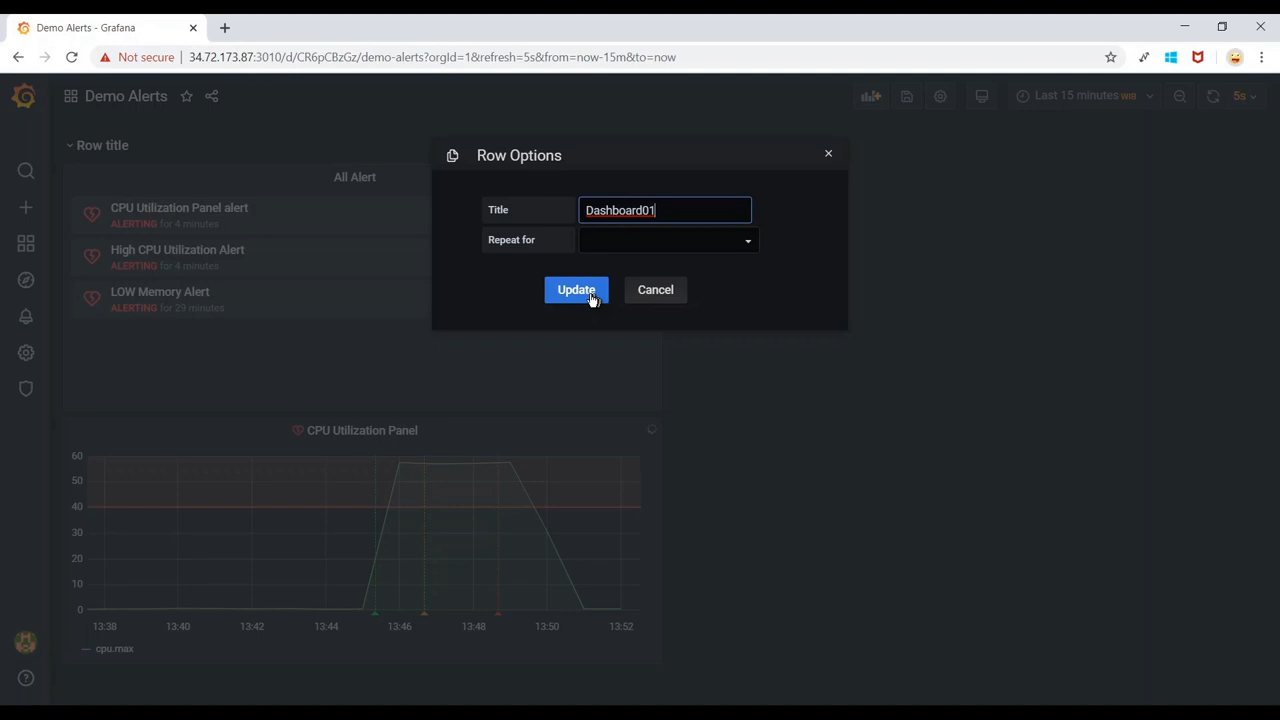 Demo Alerts - Grafana
Not secure | 34.72.173.87:3010/d/CR6pCBzGz/demo-alerts?orgId=1&refresh=5s&from=now-15m&to=now
Demo Alerts
Last 15 minutes WIB
5s
Row title
Row Options
All Alert
CPU Utilization Panel alert
ALERTING for 4 minutes
High CPU Utilization Alert
ALERTING for 4 minutes
LOW Memory Alert
ALERTING for 29 minutes
Title Dashboard01
Repeat for
Update Cancel
CPU Utilization Panel
60
50
40
30
20
10
0
13:38 13:40 13:42 13:44 13:46 13:48 13:50 13:52
cpu.max